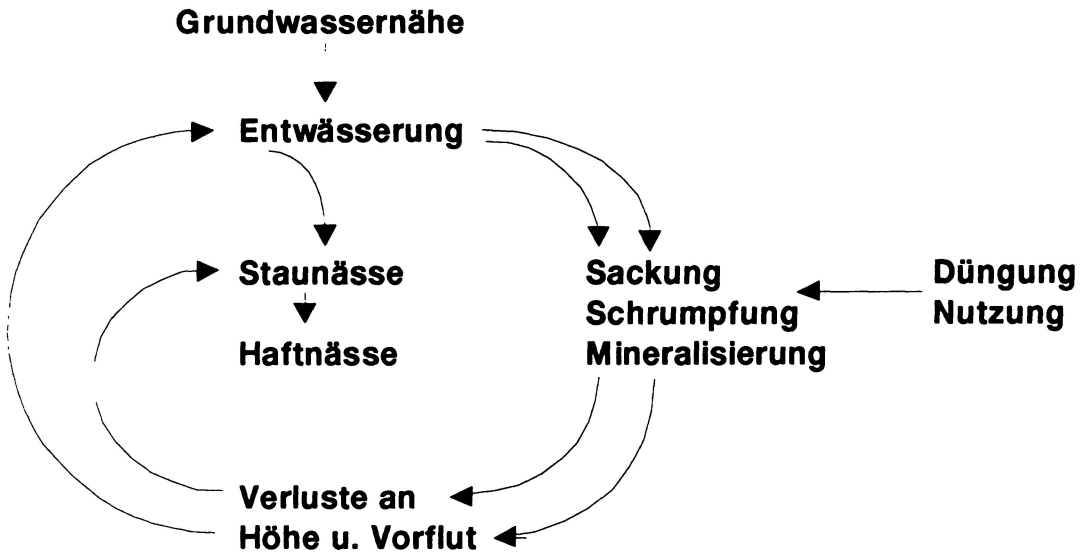 Grundwassernähe
Entwässerung
Staunässe
Haftnässe
Sackung
Schrumpfung
Mineralisierung
Düngung
Nutzung
Verluste an
Höhe u. Vorflut